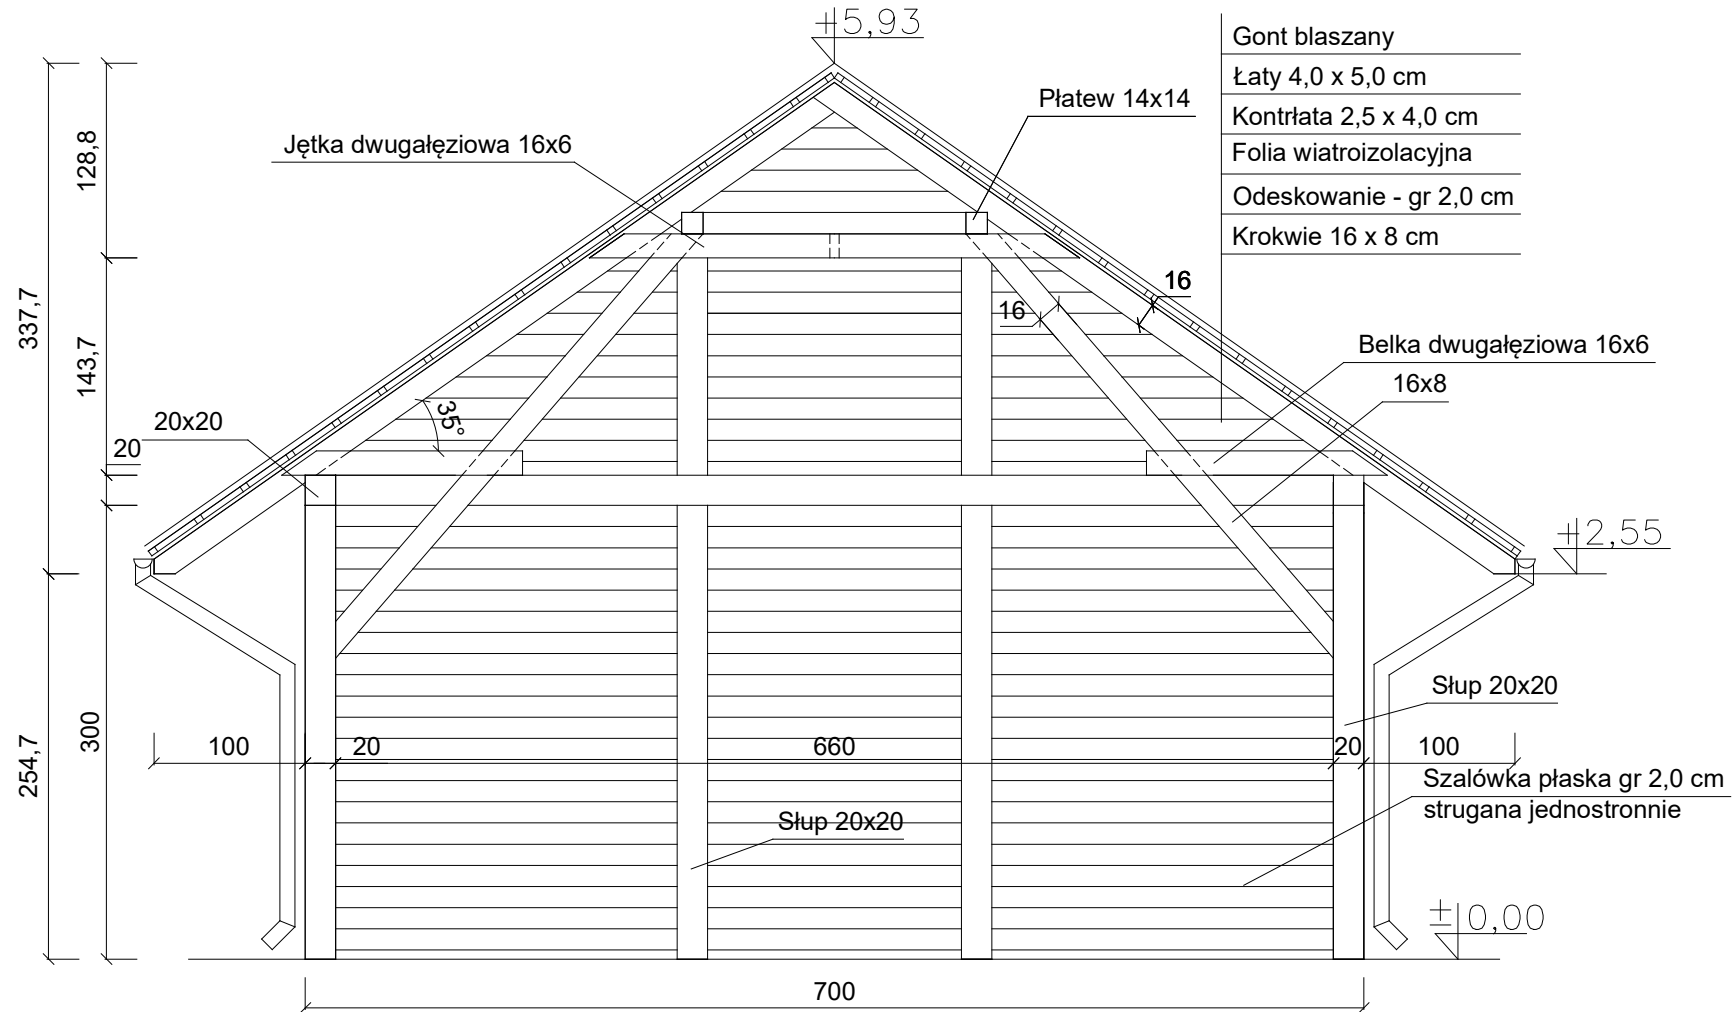 +5,93
Gont blaszany
Łaty 4,0 x 5,0 cm
Kontrłata 2,5 x 4,0 cm
Folia wiatroizolacyjna
Odeskowanie - gr 2,0 cm
Krokwie 16 x 8 cm
Płatew 14x14
Jętka dwugałęziowa 16x6
128,8
337,7
143,7
16
16
Belka dwugałęziowa 16x6
16x8
35°
20x20
20
+2,55
300
254,7
Słup 20x20
100
20
660
20
100
Szalówka płaska gr 2,0 cm
strugana jednostronnie
Słup 20x20
±0,00
700